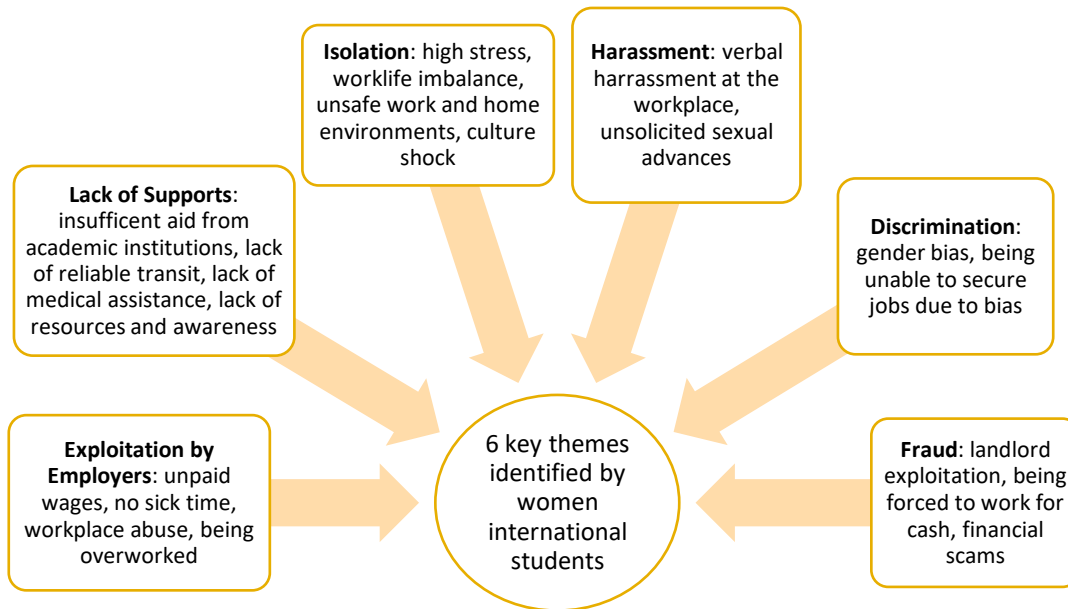 Isolation: high stress,
worklife imbalance,
unsafe work and home
environments, culture
shock
Harassment: verbal
harrassment at the
workplace,
unsolicited sexual
advances
Lack of Supports:
insufficent aid from
academic institutions, lack
of reliable transit, lack of
medical assistance, lack of
resources and awareness
Discrimination:
gender bias, being
unable to secure
jobs due to bias
Exploitation by
Employers: unpaid
wages, no sick time,
workplace abuse, being
overworked
6 key themes
identified by
women
international
students
Fraud: landlord
exploitation, being
forced to work for
cash, financial
scams